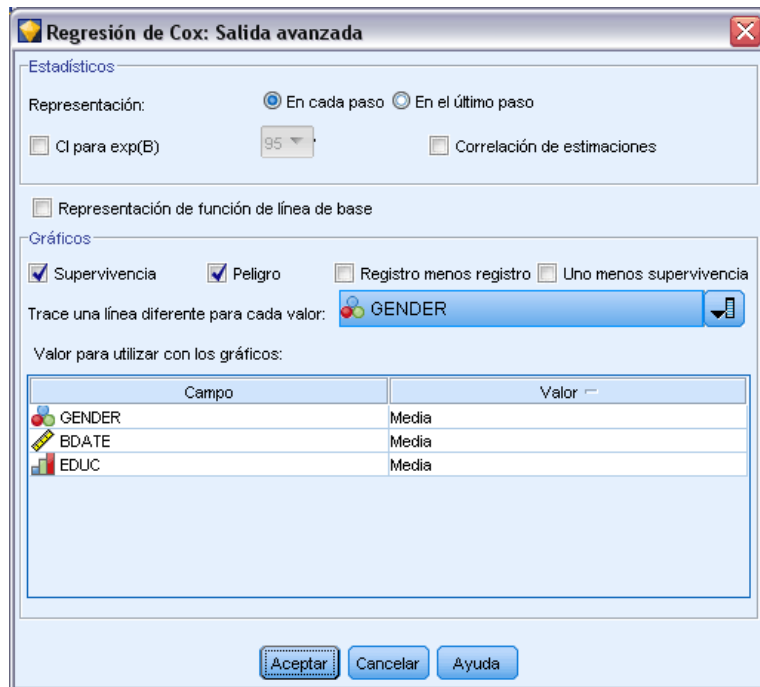 Regresión de Cox: Salida avanzada
Estadísticos
Representación: En cada paso En el último paso
CI para exp(B) 95 Correlación de estimaciones
Representación de función de línea de base
Gráficos
Supervivencia Peligro Registro menos registro Uno menos supervivencia
Trace una línea diferente para cada valor: GENDER
Valor para utilizar con los gráficos:
Campo Valor
GENDER Media
BDATE Media
EDUC Media
Aceptar Cancelar Ayuda